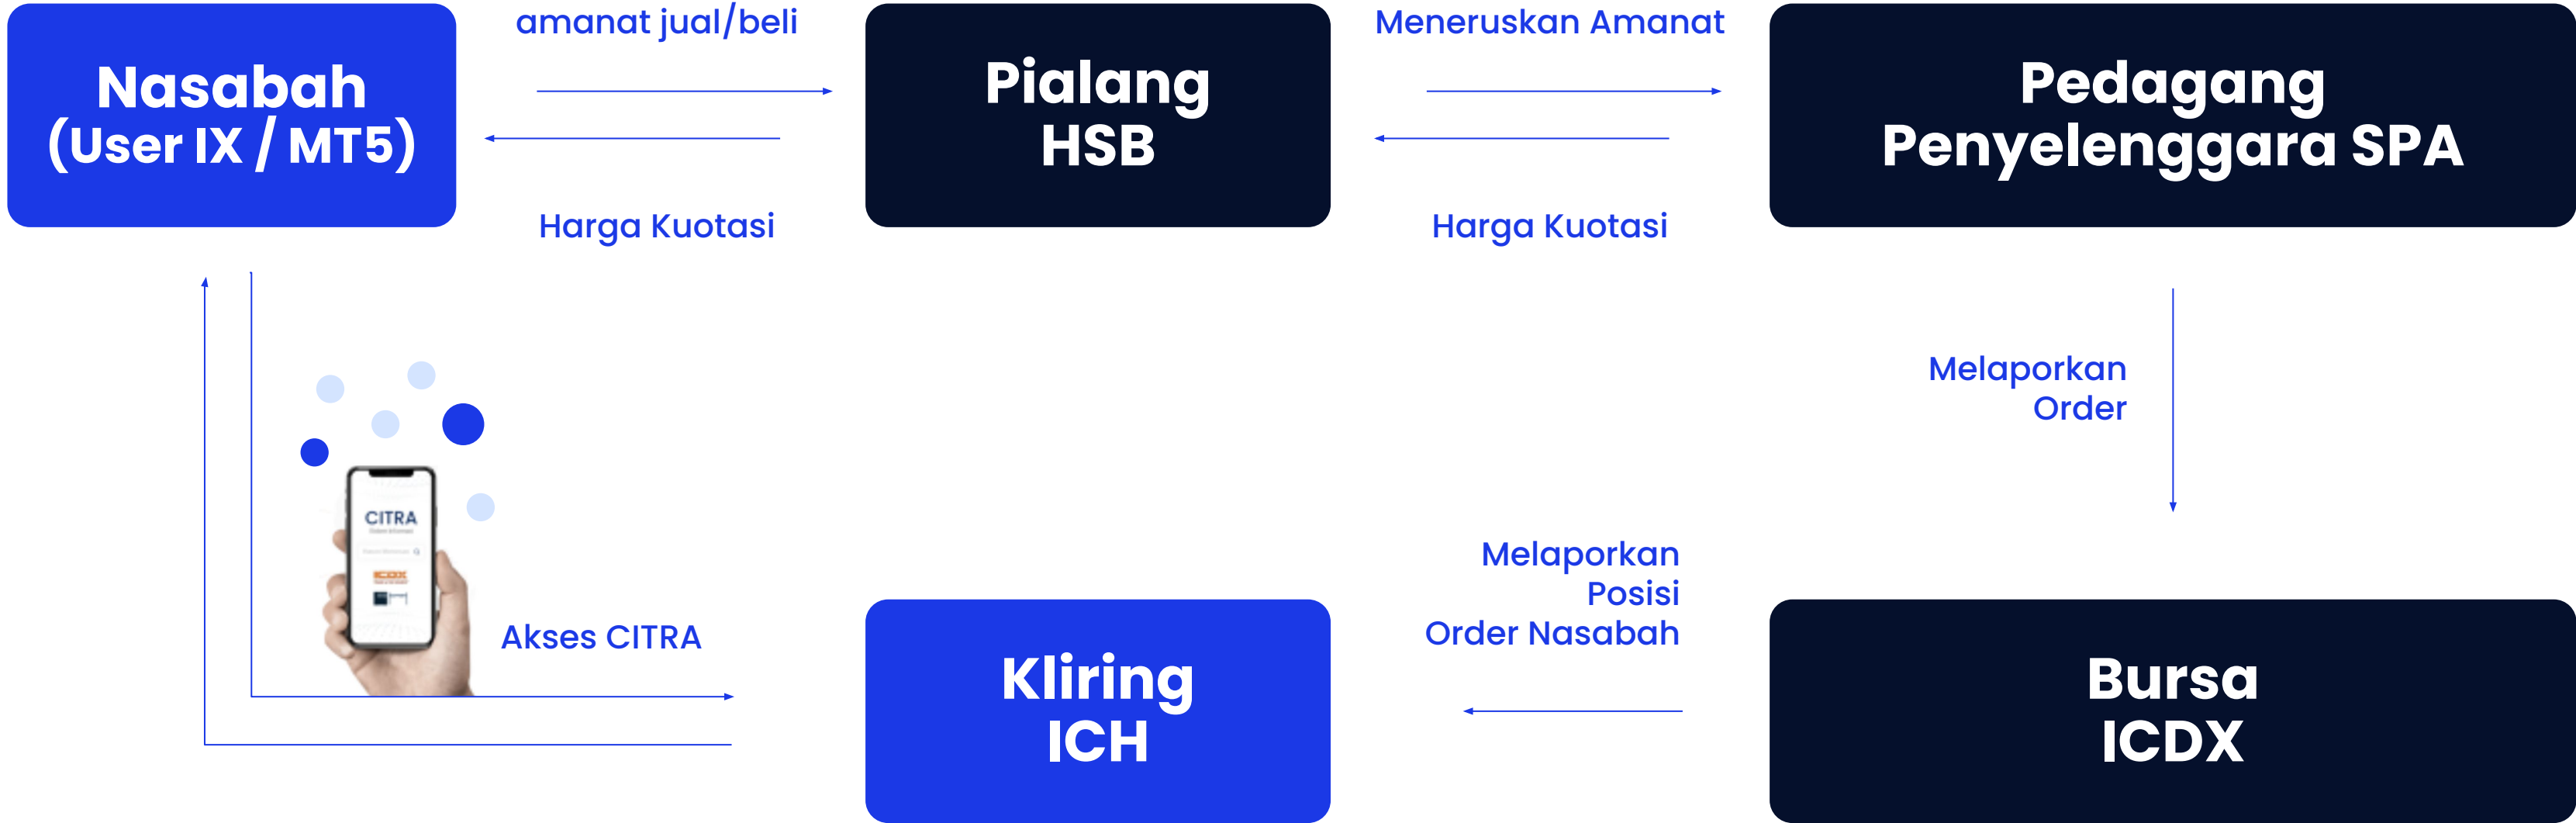 amanat jual/beli
Meneruskan Amanat
Nasabah
(User IX / MT5)
Pialang
HSB
Pedagang
Penyelenggara SPA
Harga Kuotasi
Harga Kuotasi
Melaporkan
Order
CITRA
ICDX
Akses CITRA
Melaporkan
Posisi
Order Nasabah
Kliring
ICH
Bursa
ICDX